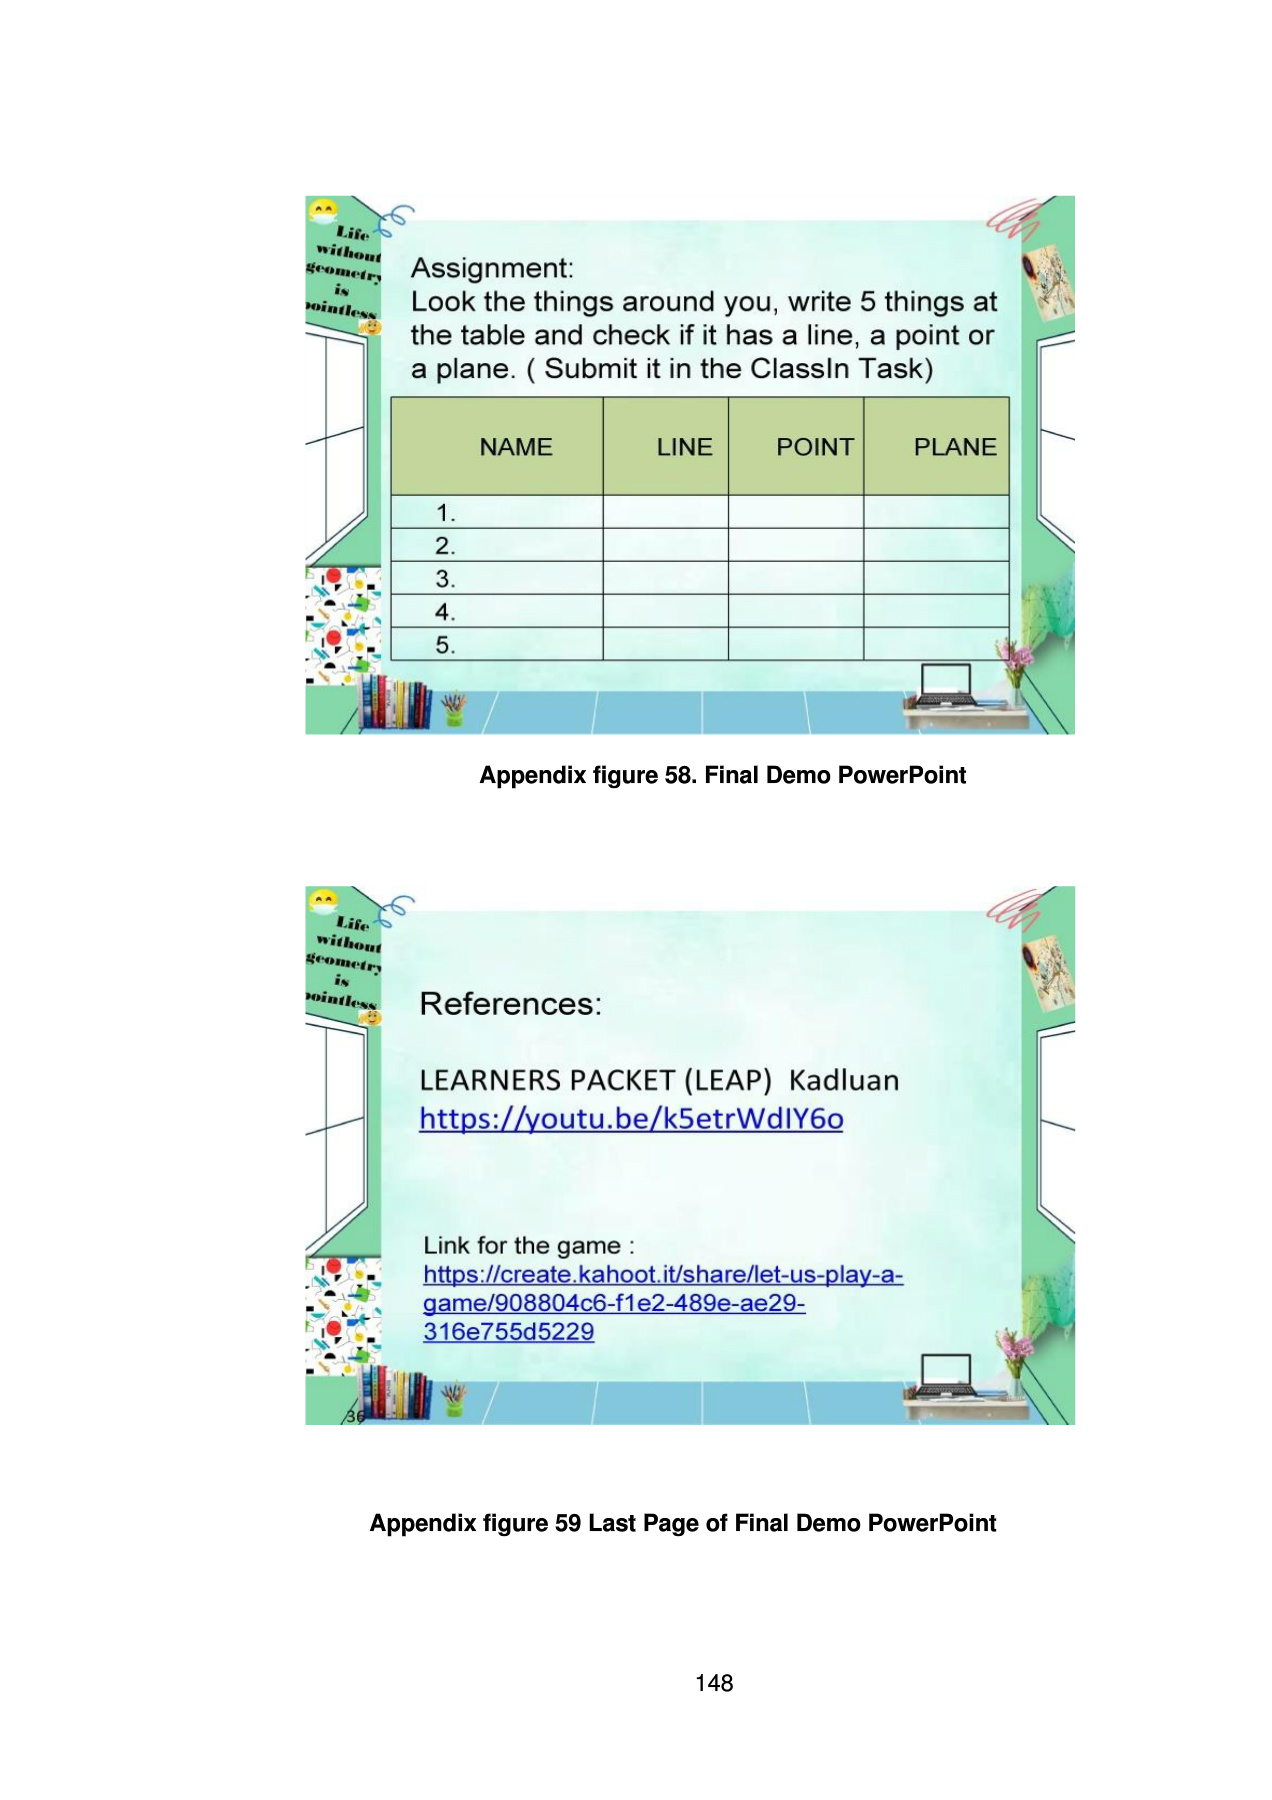 Life
without
geometry
is
pointless
Assignment:
Look the things around you, write 5 things at
the table and check if it has a line, a point or
a plane. ( Submit it in the ClassIn Task)
NAME LINE POINT PLANE
1.
2.
3.
4.
5.
Appendix figure 58. Final Demo PowerPoint
Life
without
geometry
is
pointless
References:
LEARNERS PACKET (LEAP) Kadluan
https://youtu.be/k5etrWdIY6o
Link for the game :
https://create.kahoot.it/share/let-us-play-a-
game/908804c6-f1e2-489e-ae29-
316e755d5229
36
Appendix figure 59 Last Page of Final Demo PowerPoint
148